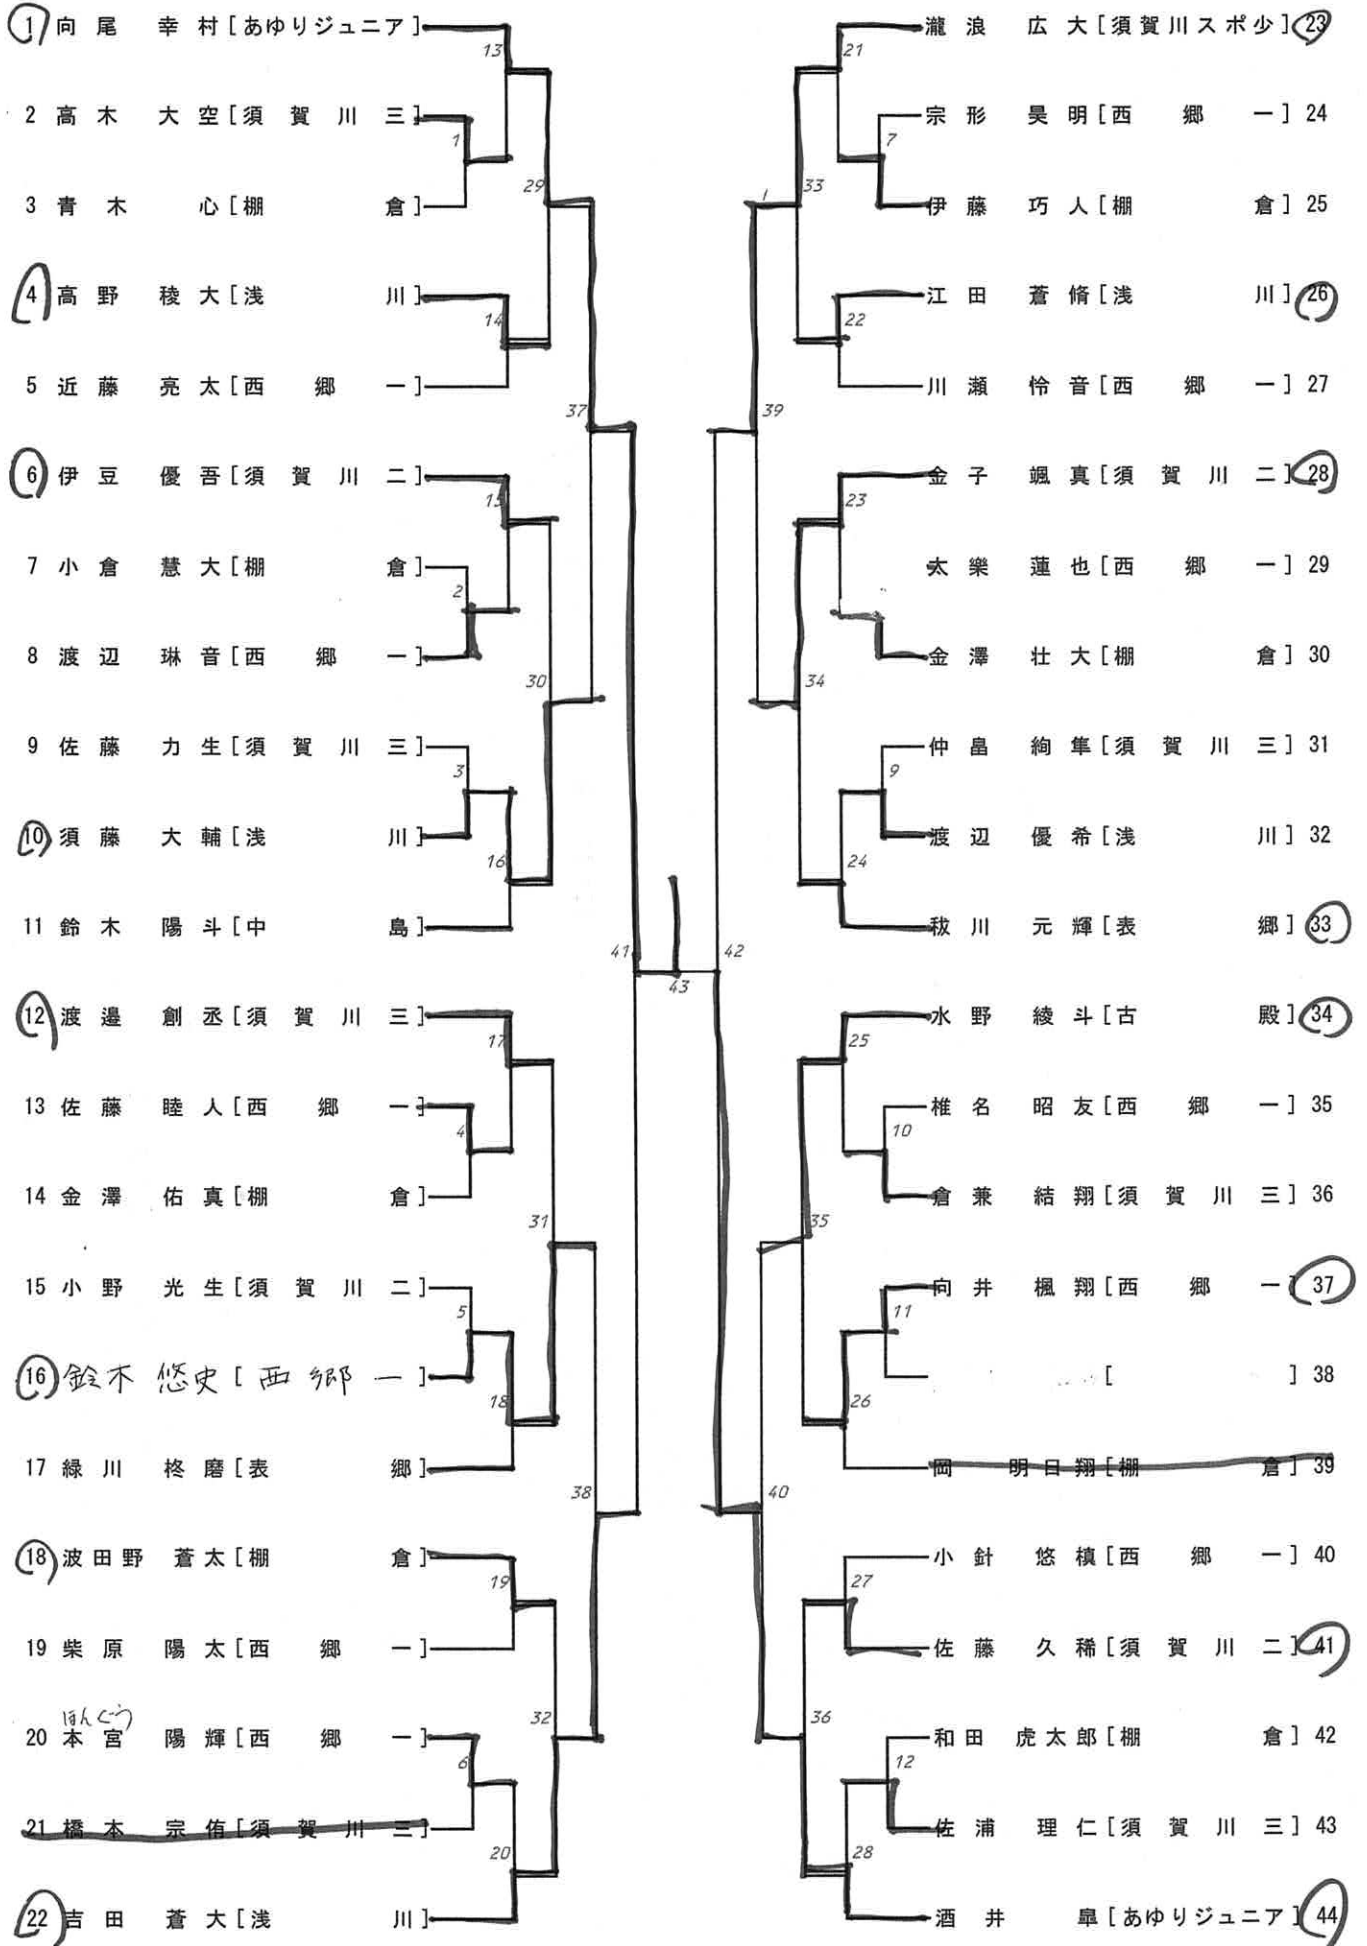 1 向尾 幸村 [あゆりジュニア]
13
2 高木 大空 [須賀川三]
1
3 青木 心 [棚倉]
29
4 高野 稜大 [浅川]
14
5 近藤 亮太 [西郷一]
37
6 伊豆 優吾 [須賀川二]
15
7 小倉 慧大 [棚倉]
2
8 渡辺 琳音 [西郷一]
30
9 佐藤 力生 [須賀川三]
3
10 須藤 大輔 [浅川]
16
11 鈴木 陽斗 [中島]
41
43
12 渡邉 創丞 [須賀川三]
17
13 佐藤 睦人 [西郷一]
4
14 金澤 佑真 [棚倉]
31
15 小野 光生 [須賀川二]
5
16 鈴木 悠史 [西郷一]
18
17 緑川 柊磨 [表郷]
38
18 波田野 蒼太 [棚倉]
19
19 柴原 陽太 [西郷一]
ほんぐう
32
20 本宮 陽輝 [西郷一]
6
21 橋本 宗侑 [須賀川三]
20
22 吉田 蒼大 [浅川]
瀧浪 広大 [須賀川スポ少] 23
21
宗形 昊明 [西郷一] 24
7
33
伊藤 巧人 [棚倉] 25
江田 蒼脩 [浅川] 26
22
川瀬 怜音 [西郷一] 27
39
金子 颯真 [須賀川二] 28
23
太樂 蓮也 [西郷一] 29
金澤 壮大 [棚倉] 30
34
仲畠 絢隼 [須賀川三] 31
9
渡辺 優希 [浅川] 32
24
秡川 元輝 [表郷] 33
42
水野 綾斗 [古殿] 34
25
椎名 昭友 [西郷一] 35
10
倉兼 結翔 [須賀川三] 36
35
向井 楓翔 [西郷一] 37
11
[ ] 38
26
岡 明日翔 [棚倉] 39
40
小針 悠槙 [西郷一] 40
27
佐藤 久稀 [須賀川二] 41
36
和田 虎太郎 [棚倉] 42
12
佐浦 理仁 [須賀川三] 43
28
酒井 皐 [あゆりジュニア] 44